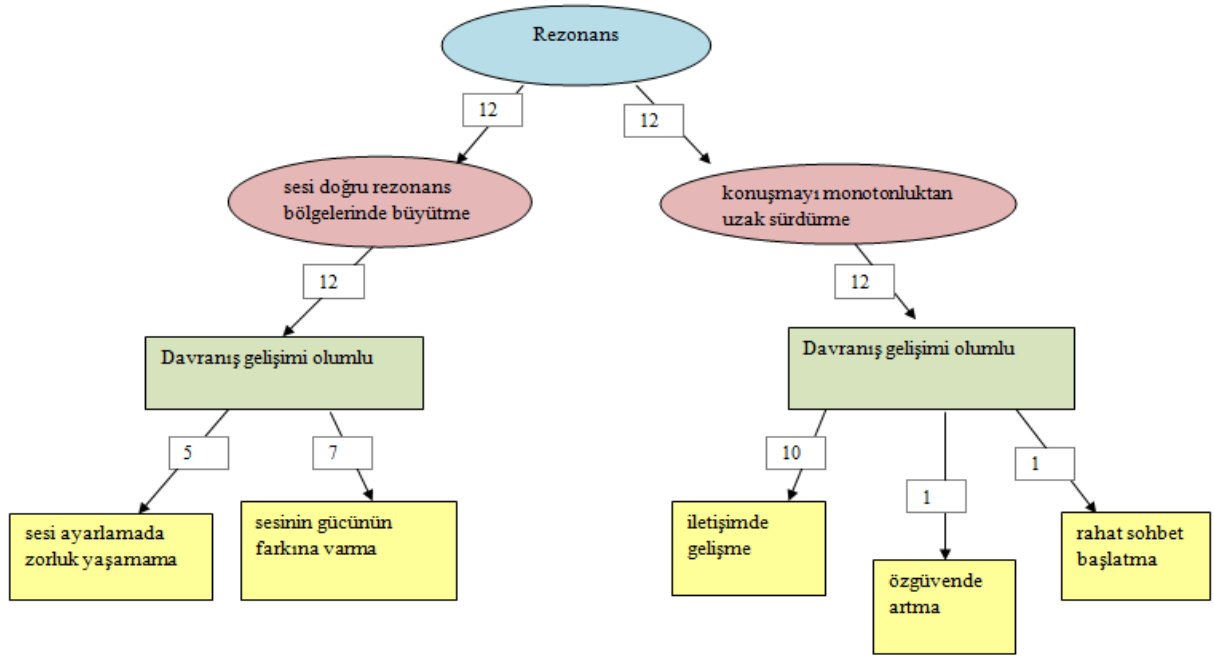 Rezonans
12
12
sesi doğru rezonans
bölgelerinde büyütme
konuşmayı monotonluktan
uzak sürdürme
12
12
Davranış gelişimi olumlu
Davranış gelişimi olumlu
5
7
10
1
1
sesi ayarlamada
zorluk yaşamama
sesinin gücünün
farkına varma
iletişimde
gelişme
özgüvende
artma
rahat sohbet
başlatma